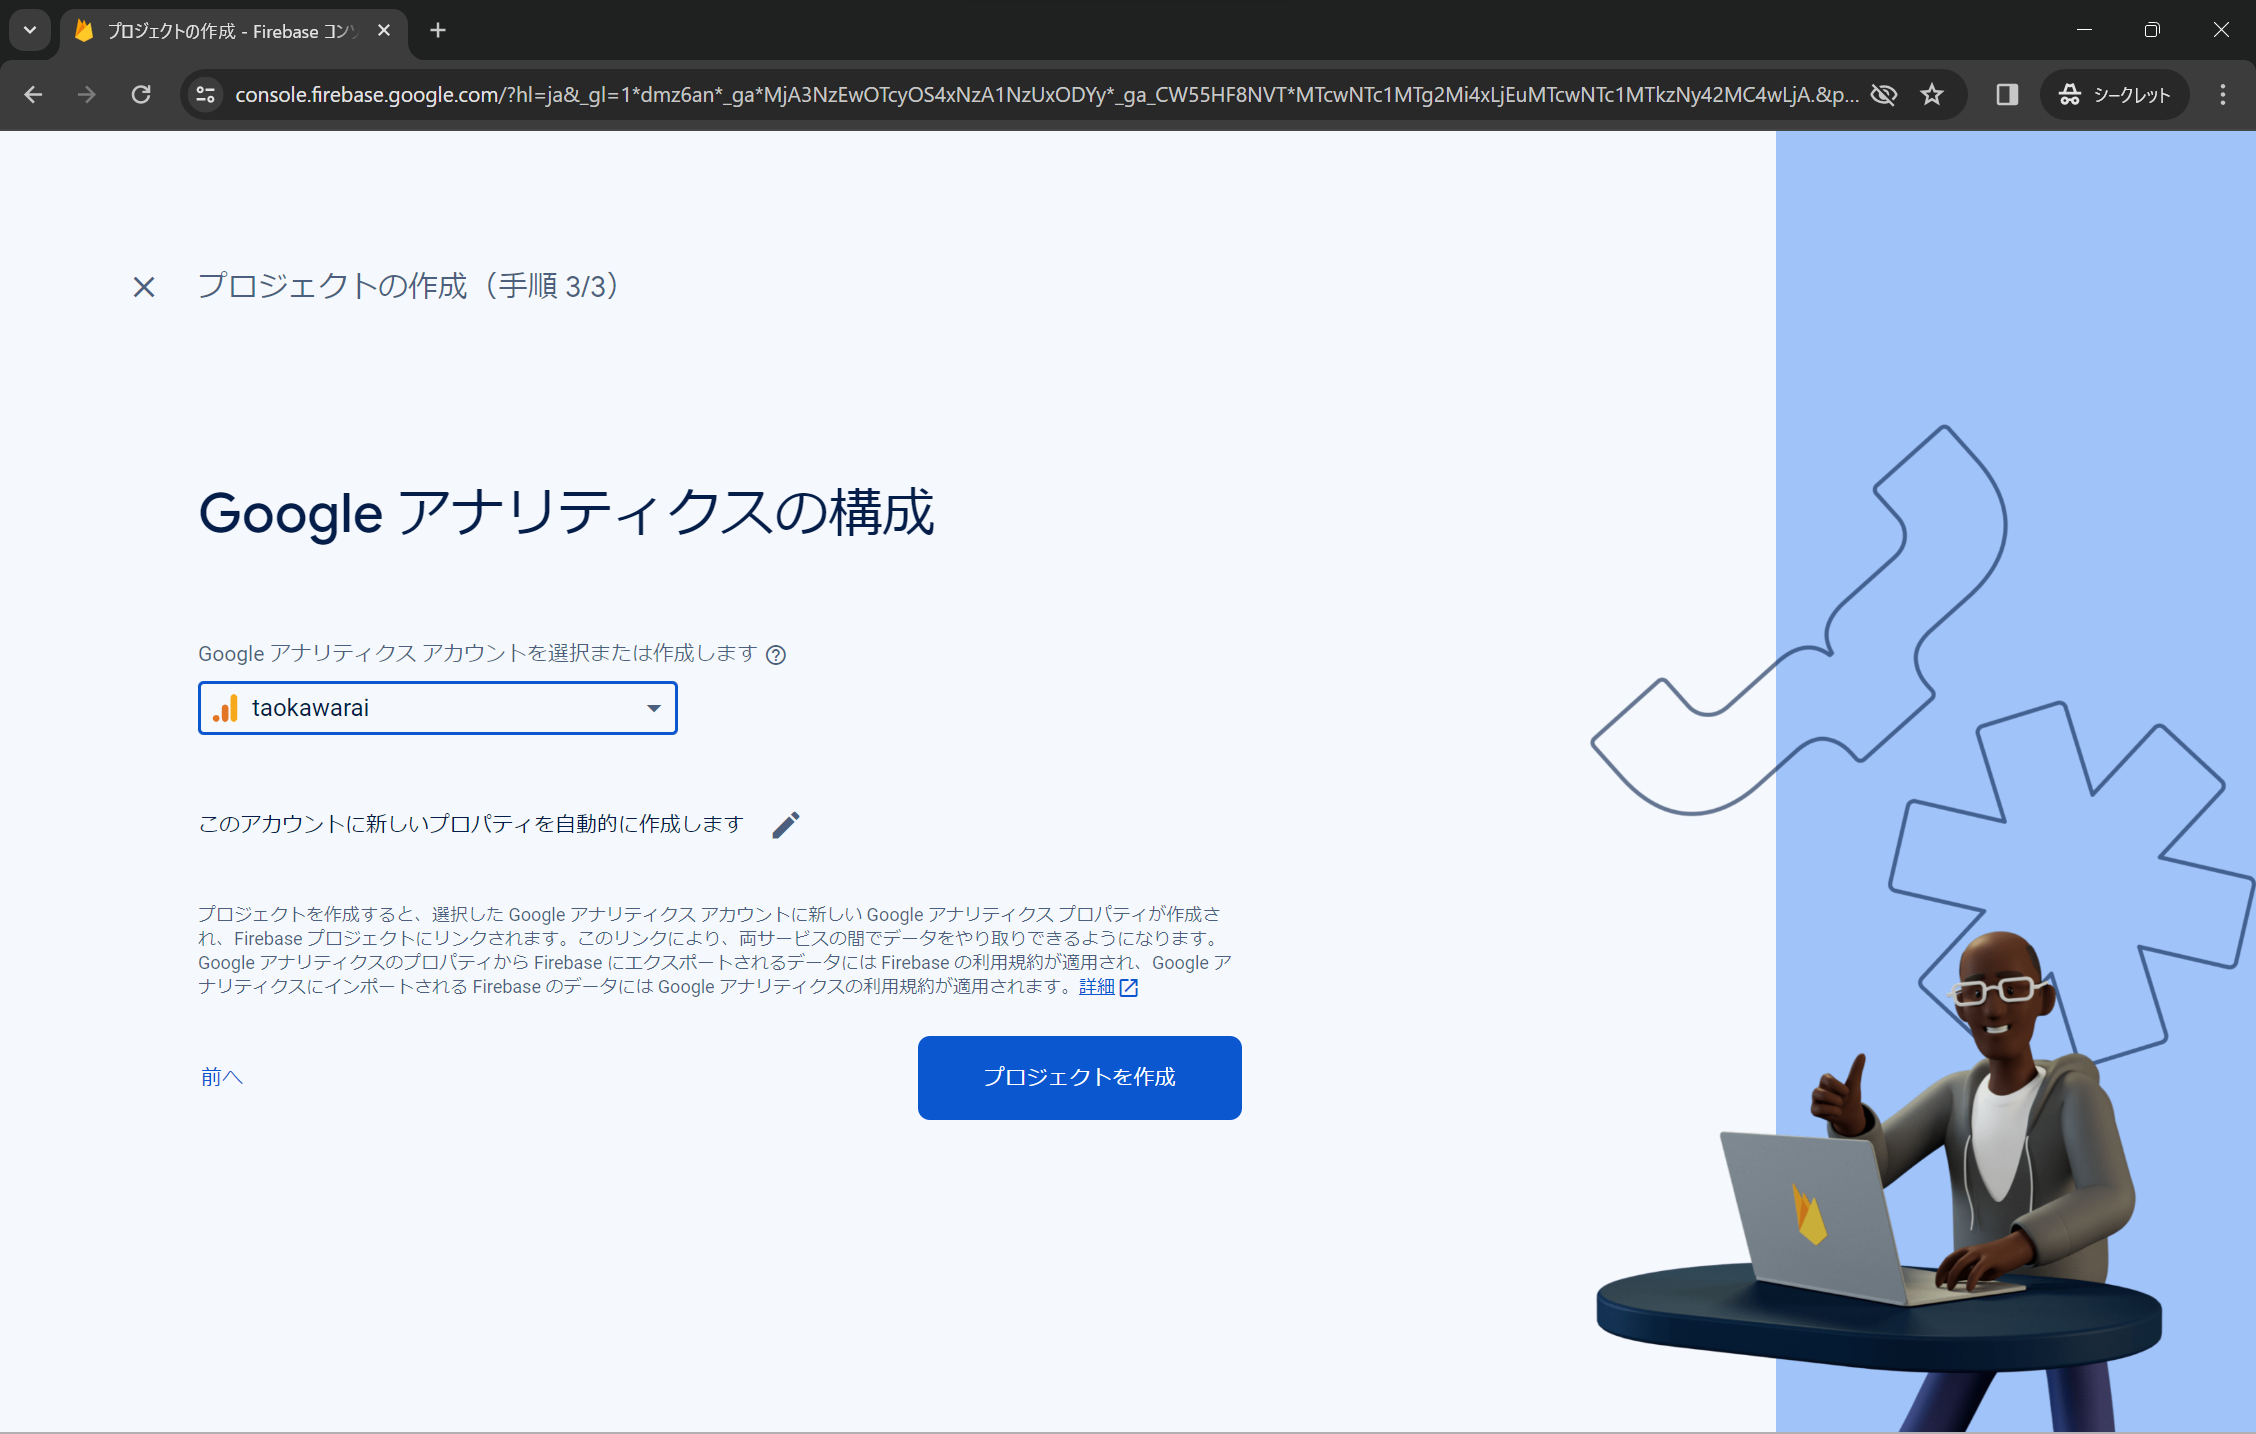 プロジェクトの作成 - Firebase コンソ
console.firebase.google.com/?hl=ja&_gl=1*dmz6an*_ga*MjA3NzEwOTcyOS4xNzA1NzUxODYy*_ga_CW55HF8NVT*MTcwNTc1MTg2Mi4xLjEuMTcwNTc1MTkzNy42MC4wLjA.&p...
シークレット
プロジェクトの作成（手順 3/3）
Google アナリティクスの構成
Google アナリティクス アカウントを選択または作成します
taokawarai
このアカウントに新しいプロパティを自動的に作成します
プロジェクトを作成すると、選択した Google アナリティクス アカウントに新しい Google アナリティクス プロパティが作成さ
れ、Firebase プロジェクトにリンクされます。このリンクにより、両サービスの間でデータをやり取りできるようになります。
Google アナリティクスのプロパティから Firebase にエクスポートされるデータには Firebase の利用規約が適用され、Google ア
ナリティクスにインポートされる Firebase のデータには Google アナリティクスの利用規約が適用されます。詳細
前へ
プロジェクトを作成